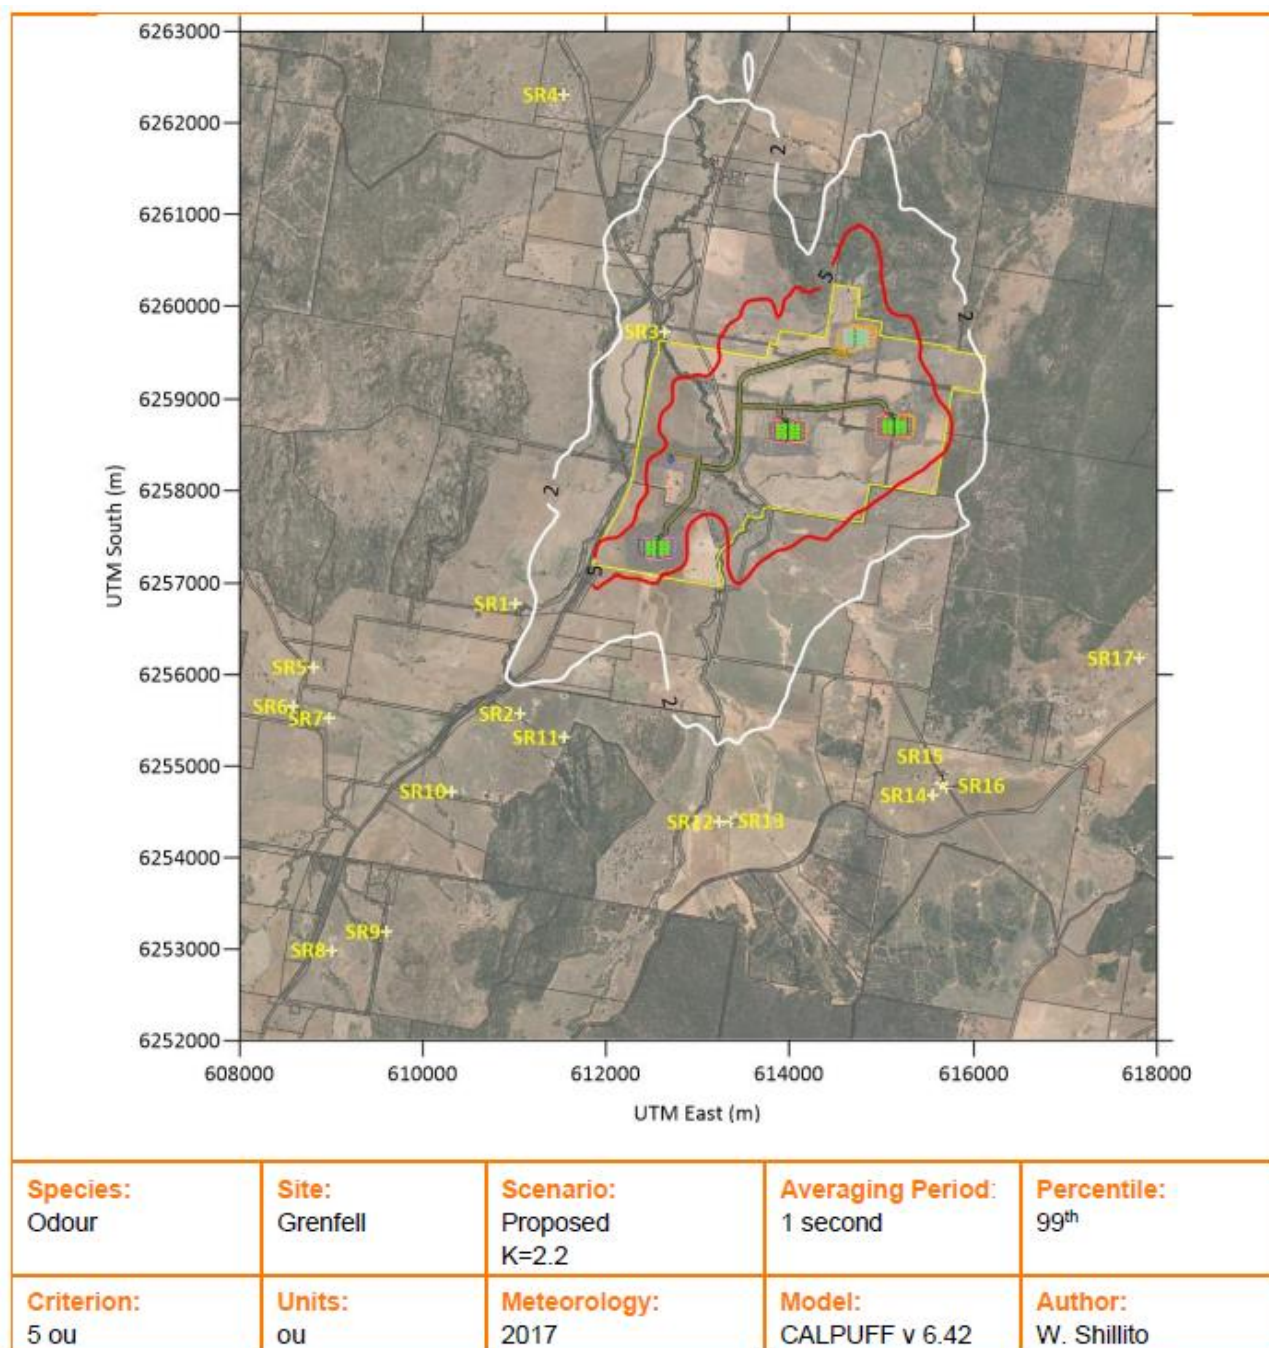 6263000
SR4
6262000
2
6261000
5
6260000
2
SR3
6259000
UTM South (m)
6258000
2
6257000
5
SR1
SR5
SR17
6256000
SR6
SR7
SR2
2
SR11
6255000
SR15
SR10
SR14
SR16
SR12
SR13
6254000
SR9
6253000
SR8
6252000
608000 610000 612000 614000 616000 618000
UTM East (m)
Species:
Odour
Site:
Grenfell
Scenario:
Proposed
K=2.2
Averaging Period:
1 second
Percentile:
99th
Criterion:
5 ou
Units:
ou
Meteorology:
2017
Model:
CALPUFF v 6.42
Author:
W. Shillito